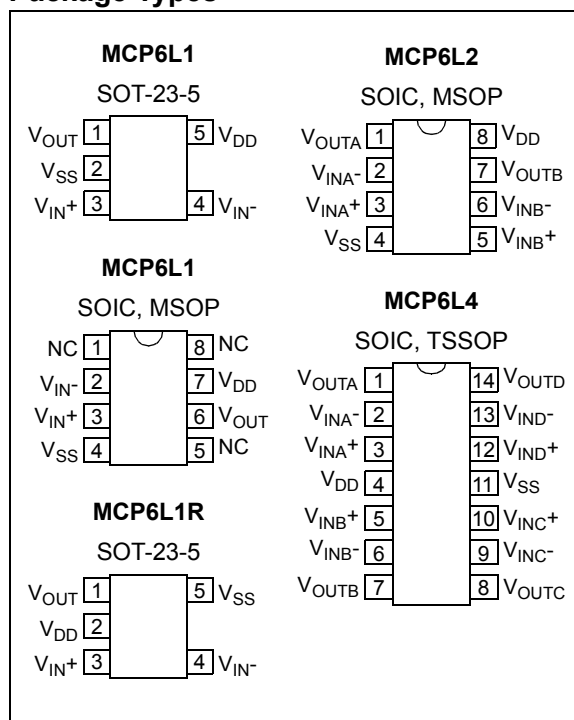 Package Types
MCP6L1
SOT-23-5
VOUT 1 5 VDD
VSS 2
VIN+ 3 4 VIN-
MCP6L1
SOIC, MSOP
NC 1 8 NC
VIN- 2 7 VDD
VIN+ 3 6 VOUT
VSS 4 5 NC
MCP6L1R
SOT-23-5
VOUT 1 5 VSS
VDD 2
VIN+ 3 4 VIN-
MCP6L2
SOIC, MSOP
VOUTA 1 8 VDD
VINA- 2 7 VOUTB
VINA+ 3 6 VINB-
VSS 4 5 VINB+
MCP6L4
SOIC, TSSOP
VOUTA 1 14 VOUTD
VINA- 2 13 VIND-
VINA+ 3 12 VIND+
VDD 4 11 VSS
VINB+ 5 10 VINC+
VINB- 6 9 VINC-
VOUTB 7 8 VOUTC